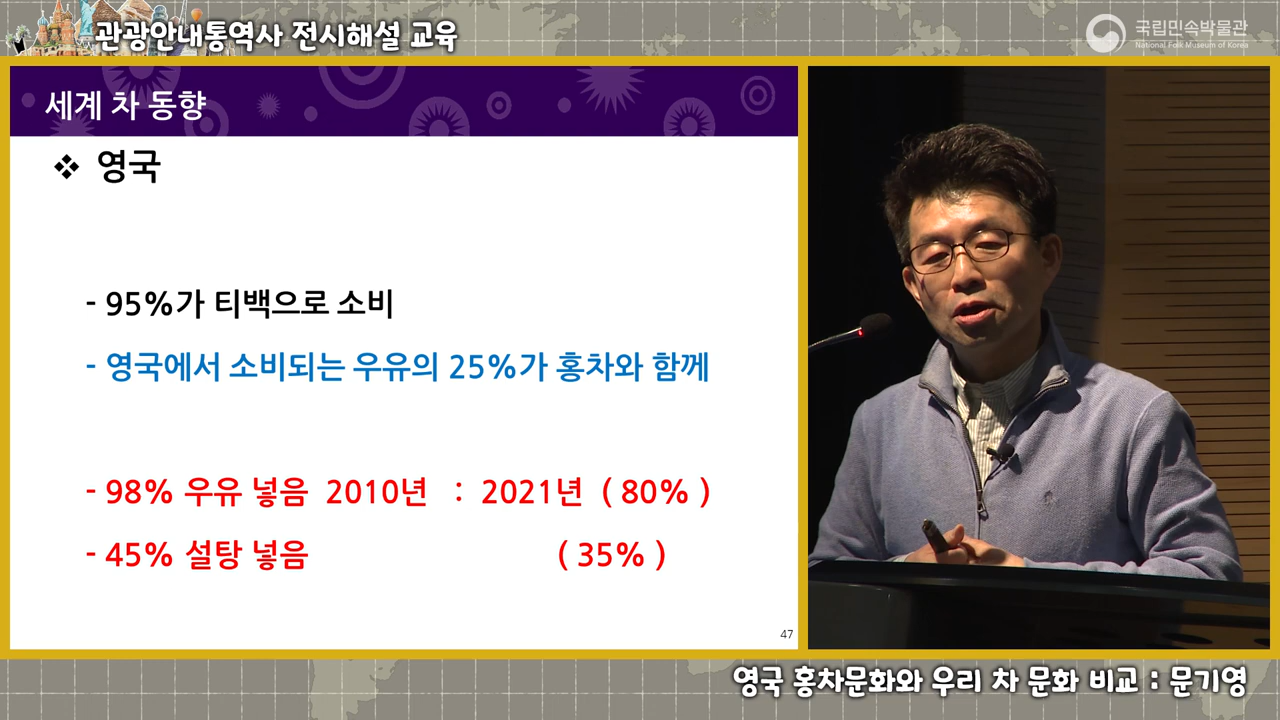 관광안내통역사 전시해설 교육
국립민속박물관
National Folk Museum of Korea
세계 차 동향
❖ 영국
- 95%가 티백으로 소비
- 영국에서 소비되는 우유의 25%가 홍차와 함께
- 98% 우유 넣음 2010년 : 2021년 ( 80% )
- 45% 설탕 넣음 ( 35% )
47
영국 홍차문화와 우리 차 문화 비교 : 문기영